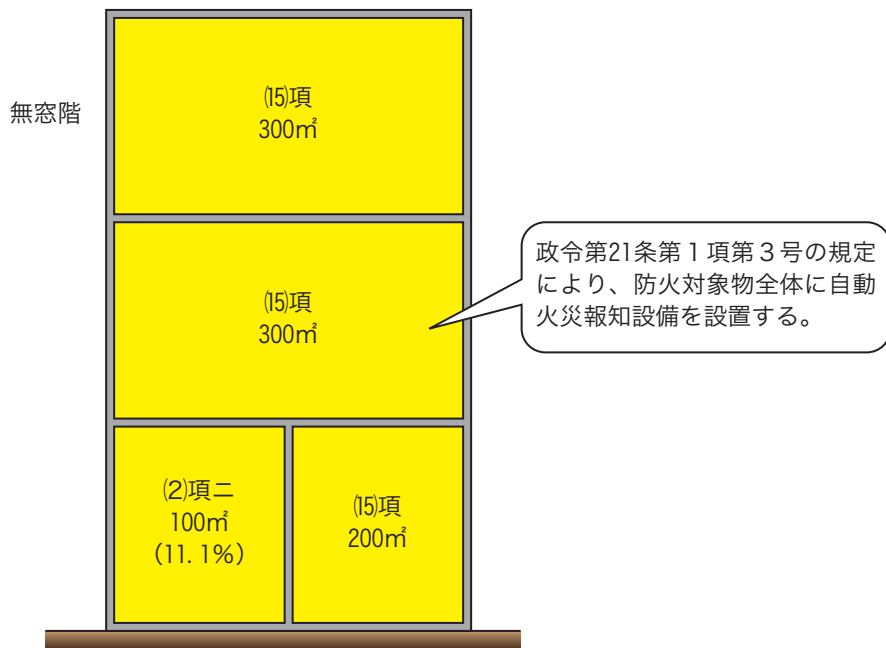 無窓階
⒂項
300㎡
⒂項
300㎡
政令第21条第1項第3号の規定
により、防火対象物全体に自動
火災報知設備を設置する。
⑵項ニ
100㎡
(11.1%)
⒂項
200㎡